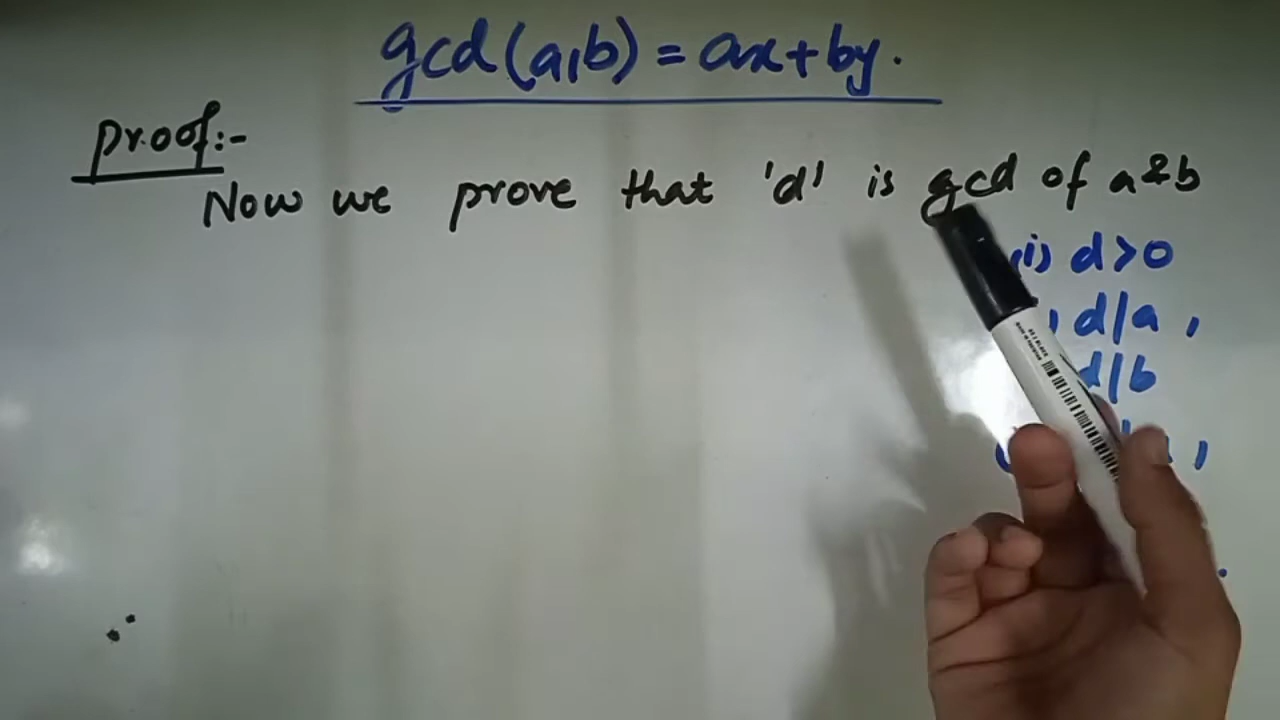 gcd(a,b) = ax+by.
Proof:-
Now we prove that 'd' is gcd of a & b
(i) d>0
, d/a ,
d/b